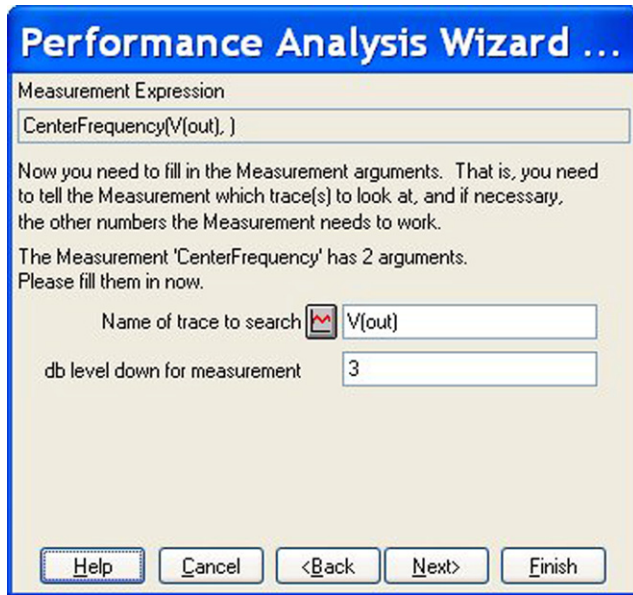 Performance Analysis Wizard ...
Measurement Expression
CenterFrequency(V(out), )
Now you need to fill in the Measurement arguments. That is, you need
to tell the Measurement which trace(s) to look at, and if necessary,
the other numbers the Measurement needs to work.
The Measurement 'CenterFrequency' has 2 arguments.
Please fill them in now.
Name of trace to search V(out)
db level down for measurement 3
Help Cancel <Back Next> Finish